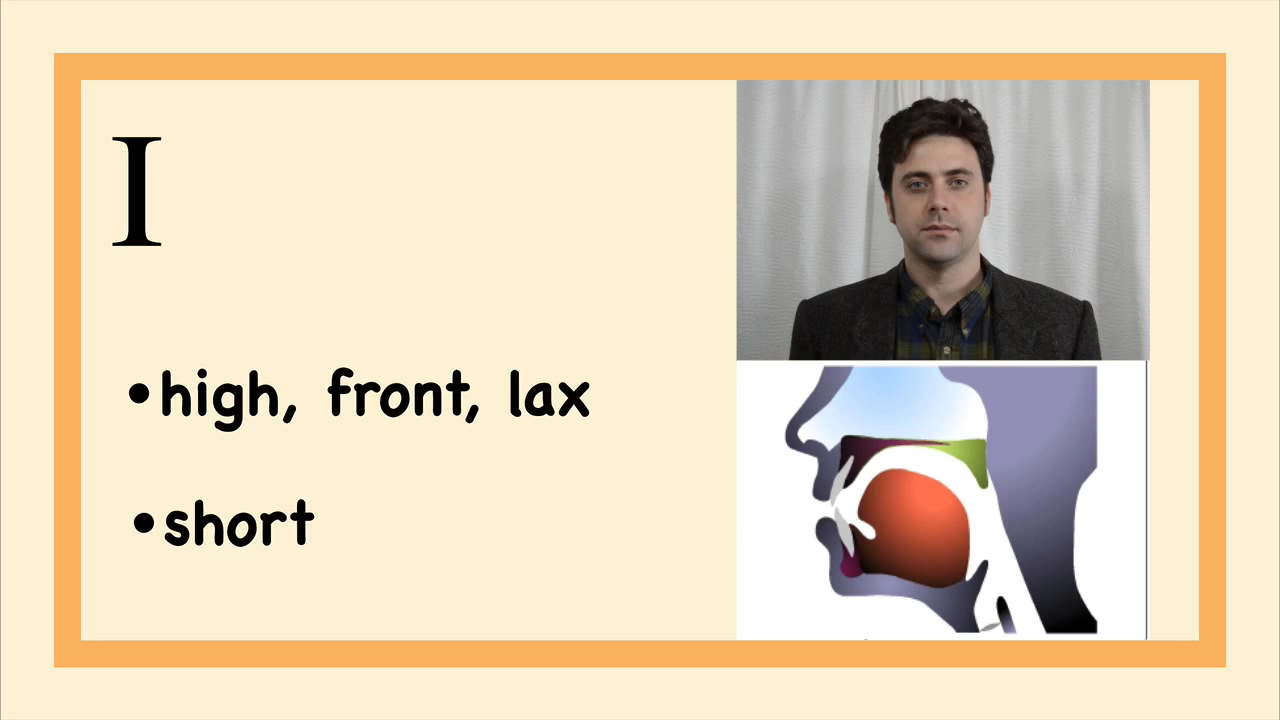 I
•high, front, lax
•short